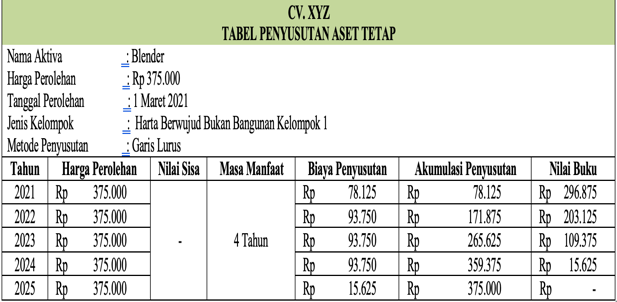 CV. XYZ
TABEL PENYUSUTAN ASET TETAP
Nama Aktiva : Blender
Harga Perolehan : Rp 375.000
Tanggal Perolehan : 1 Maret 2021
Jenis Kelompok : Harta Berwujud Bukan Bangunan Kelompok 1
Metode Penyusutan : Garis Lurus
Tahun Harga Perolehan Nilai Sisa Masa Manfaat Biaya Penyusutan Akumulasi Penyusutan Nilai Buku
2021 Rp 375.000 Rp 78.125 Rp 78.125 Rp 296.875
2022 Rp 375.000 Rp 93.750 Rp 171.875 Rp 203.125
2023 Rp 375.000 - 4 Tahun Rp 93.750 Rp 265.625 Rp 109.375
2024 Rp 375.000 Rp 93.750 Rp 359.375 Rp 15.625
2025 Rp 375.000 Rp 15.625 Rp 375.000 Rp -